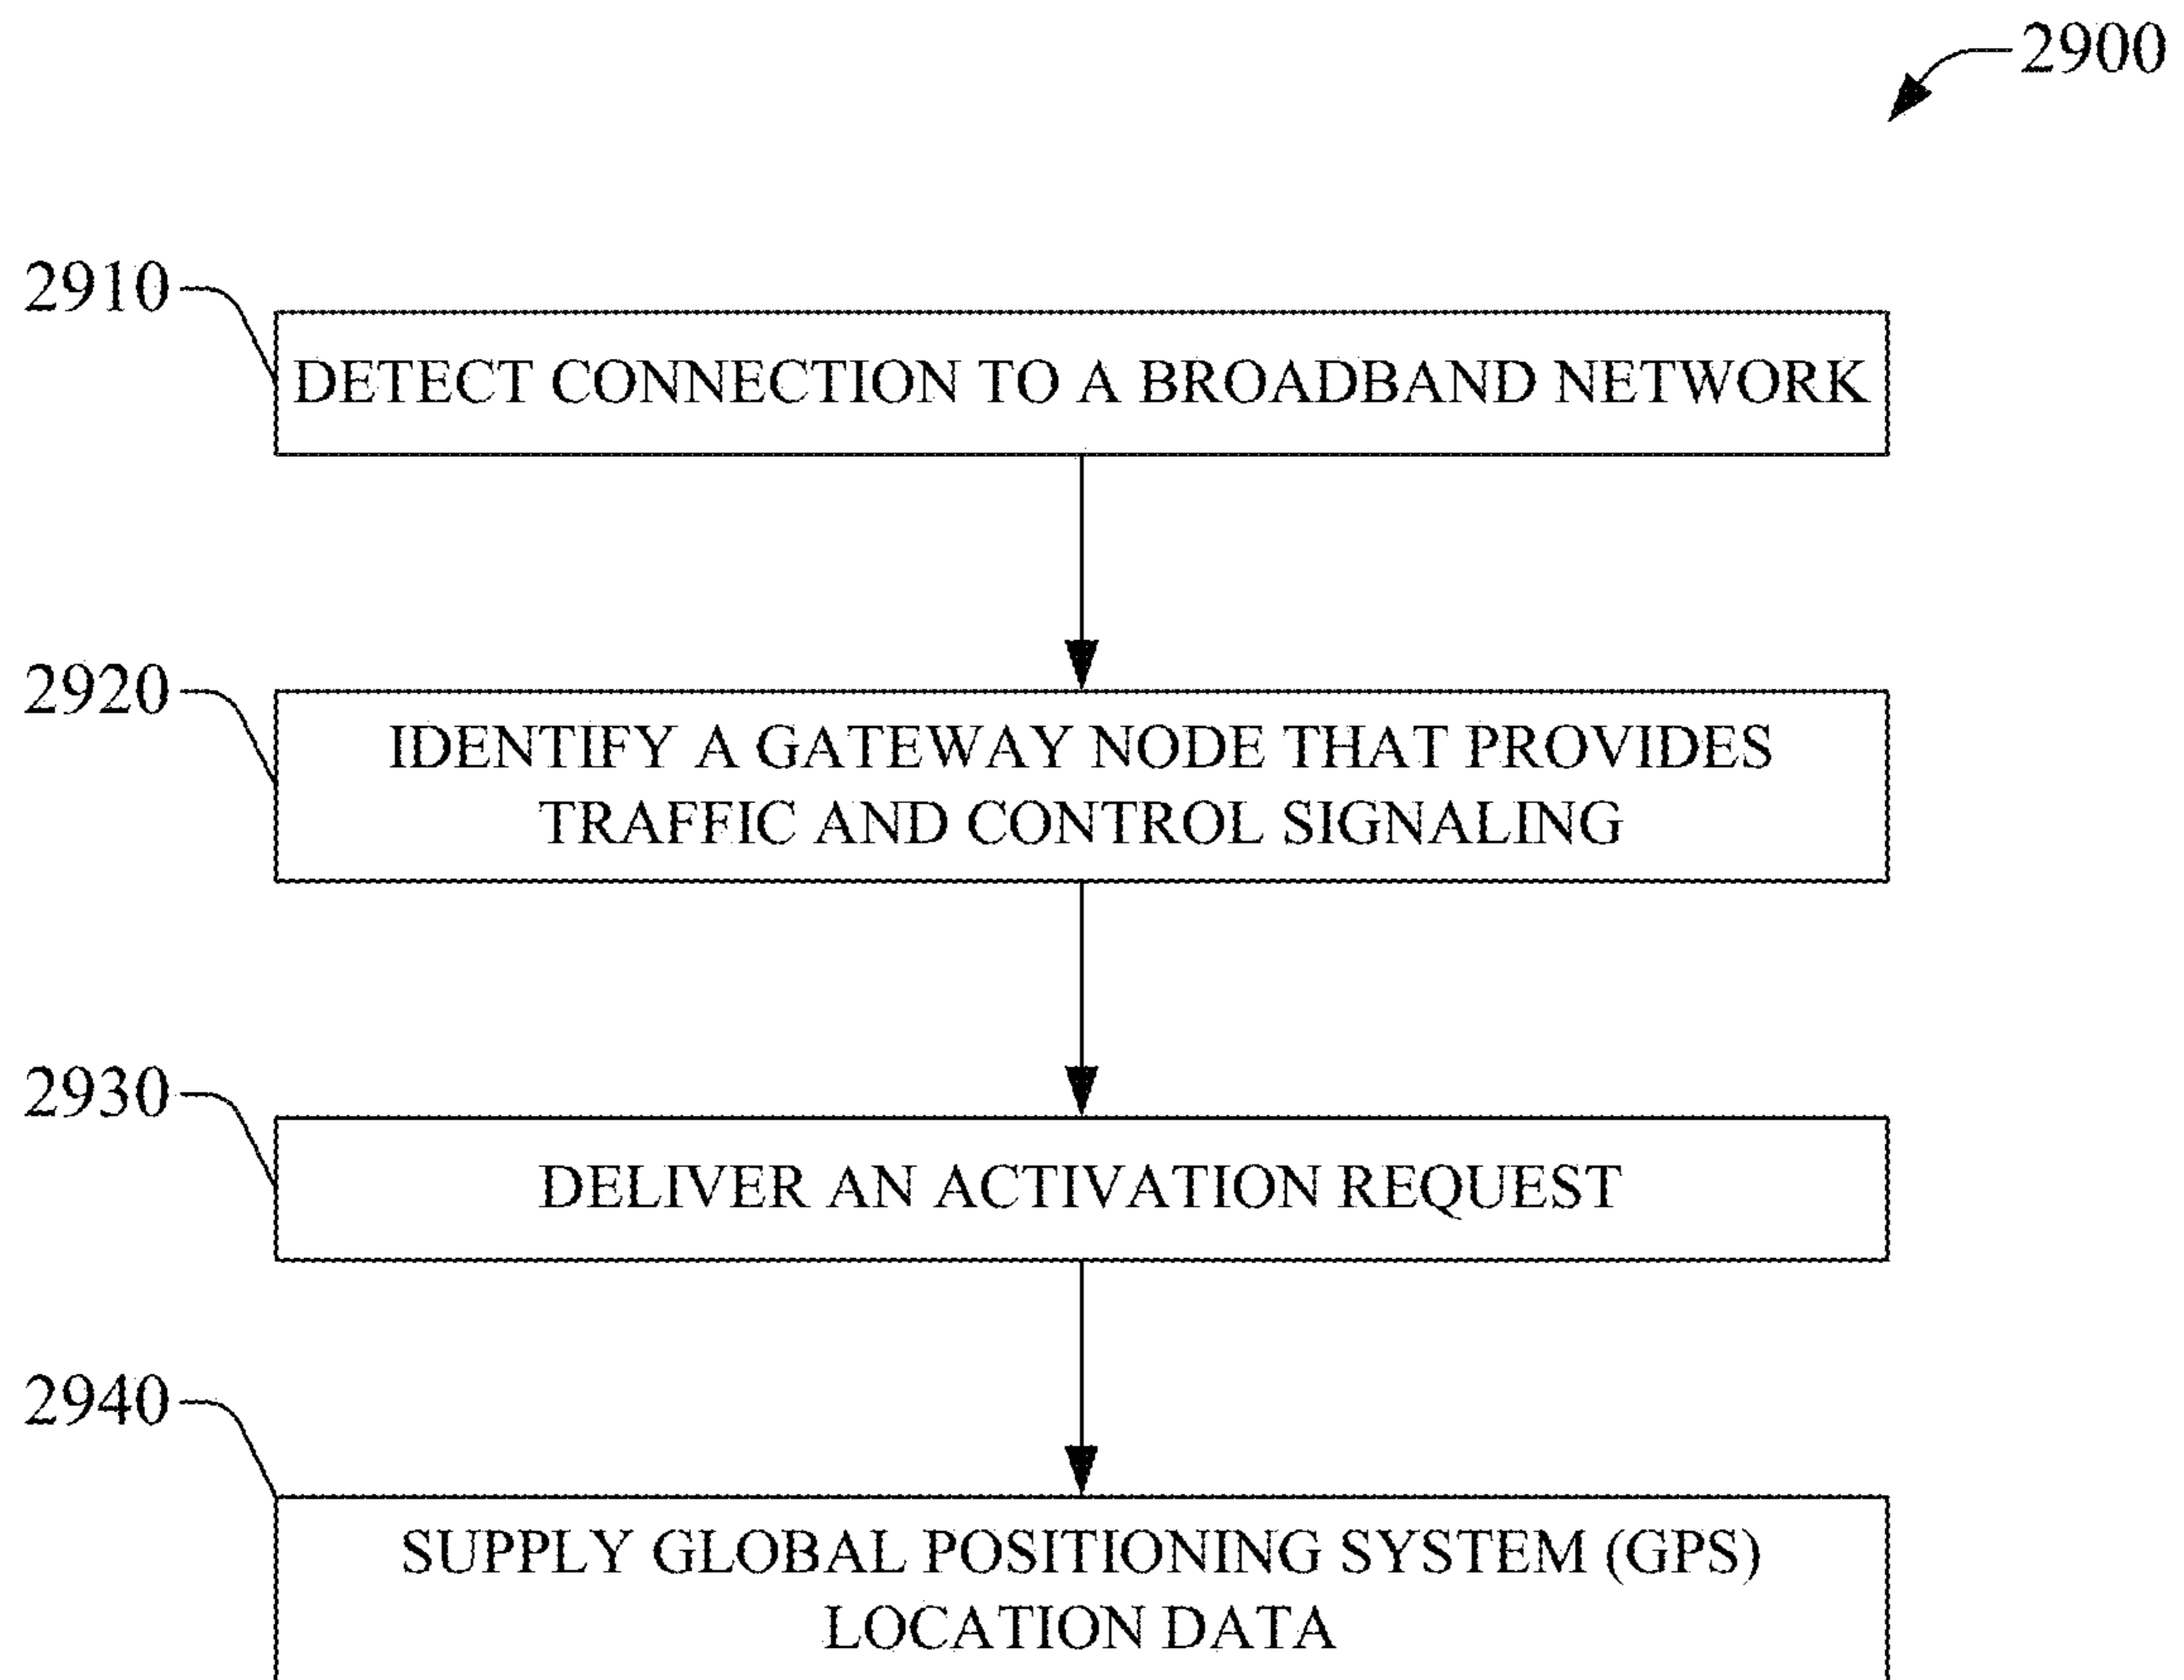 2900
2910
DETECT CONNECTION TO A BROADBAND NETWORK
2920
IDENTIFY A GATEWAY NODE THAT PROVIDES
TRAFFIC AND CONTROL SIGNALING
2930
DELIVER AN ACTIVATION REQUEST
2940
SUPPLY GLOBAL POSITIONING SYSTEM (GPS)
LOCATION DATA